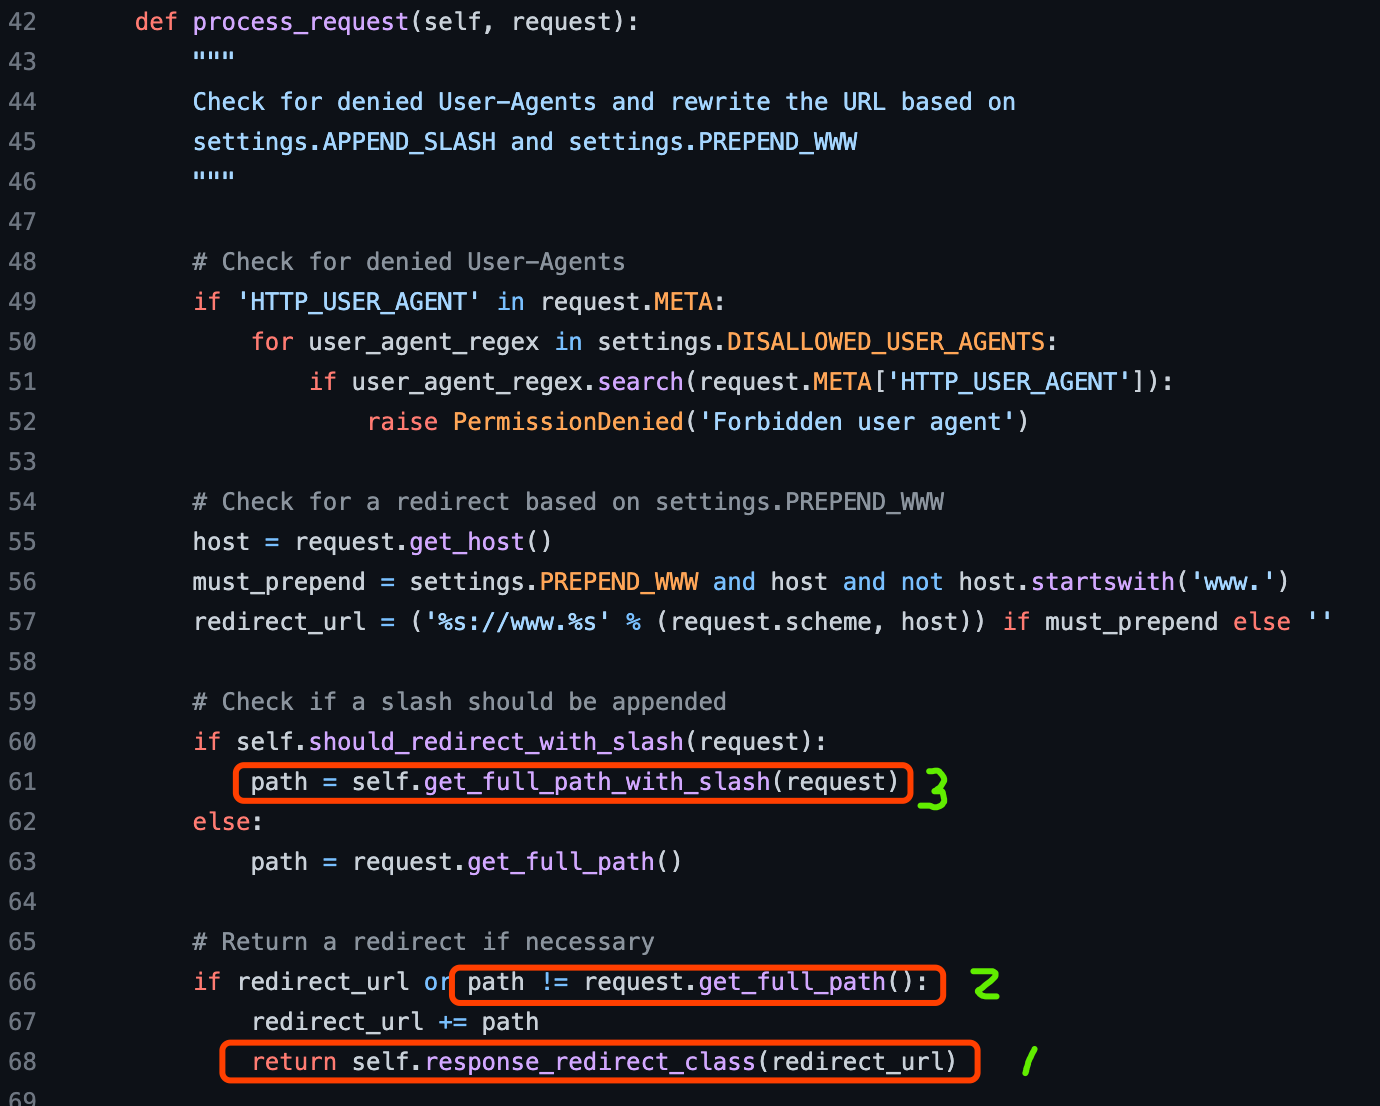 42 def process_request(self, request):
43 """
44 Check for denied User-Agents and rewrite the URL based on
45 settings.APPEND_SLASH and settings.PREPEND_WWW
46 """
47
48 # Check for denied User-Agents
49 if 'HTTP_USER_AGENT' in request.META:
50 for user_agent_regex in settings.DISALLOWED_USER_AGENTS:
51 if user_agent_regex.search(request.META['HTTP_USER_AGENT']):
52 raise PermissionDenied('Forbidden user agent')
53
54 # Check for a redirect based on settings.PREPEND_WWW
55 host = request.get_host()
56 must_prepend = settings.PREPEND_WWW and host and not host.startswith('www.')
57 redirect_url = ('%s://www.%s' % (request.scheme, host)) if must_prepend else ''
58
59 # Check if a slash should be appended
60 if self.should_redirect_with_slash(request):
61 path = self.get_full_path_with_slash(request) 3
62 else:
63 path = request.get_full_path()
64
65 # Return a redirect if necessary
66 if redirect_url or path != request.get_full_path(): 2
67 redirect_url += path
68 return self.response_redirect_class(redirect_url) 1
69